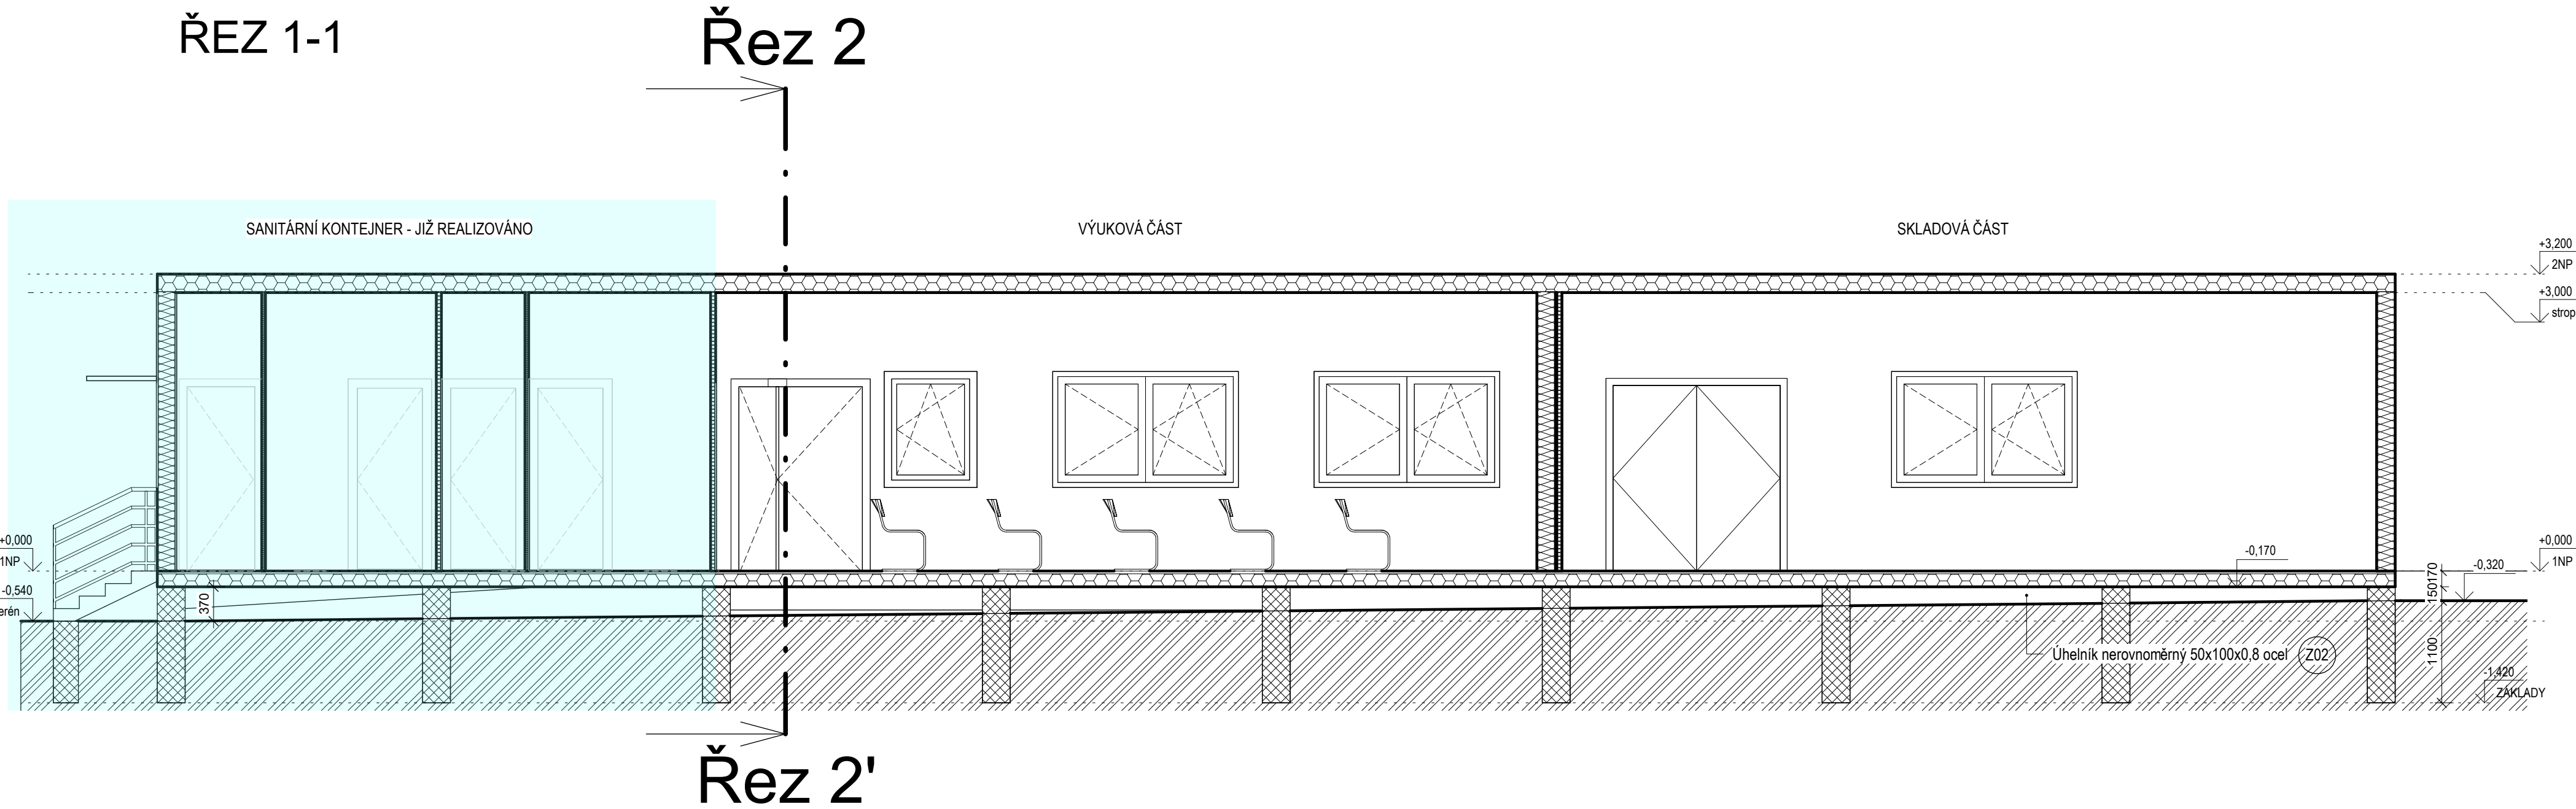 ŘEZ 1-1
Řez 2
SANITÁRNÍ KONTEJNER - JIŽ REALIZOVÁNO
VÝUKOVÁ ČÁST
SKLADOVÁ ČÁST
+3,200
2NP
+3,000
strop
+0,000
1NP
-0,540
erén
370
-0,170
-0,320
+0,000
1NP
170
150
1100
Úhelník nerovnoměrný 50x100x0,8 ocel
Z02
-1,420
ZÁKLADY
Řez 2'